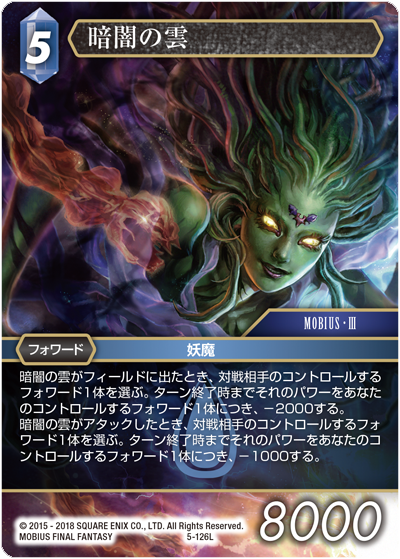 5
暗闇の雲
MOBIUS・III
フォワード
妖魔
暗闇の雲がフィールドに出たとき、対戦相手のコントロールする
フォワード1体を選ぶ。ターン終了時までそれのパワーをあなた
のコントロールするフォワード1体につき、－2000する。
暗闇の雲がアタックしたとき、対戦相手のコントロールするフォ
ワード1体を選ぶ。ターン終了時までそれのパワーをあなたのコ
ントロールするフォワード1体につき、－1000する。
© 2015 - 2018 SQUARE ENIX CO., LTD. All Rights Reserved.
MOBIUS FINAL FANTASY
5-126L
8000